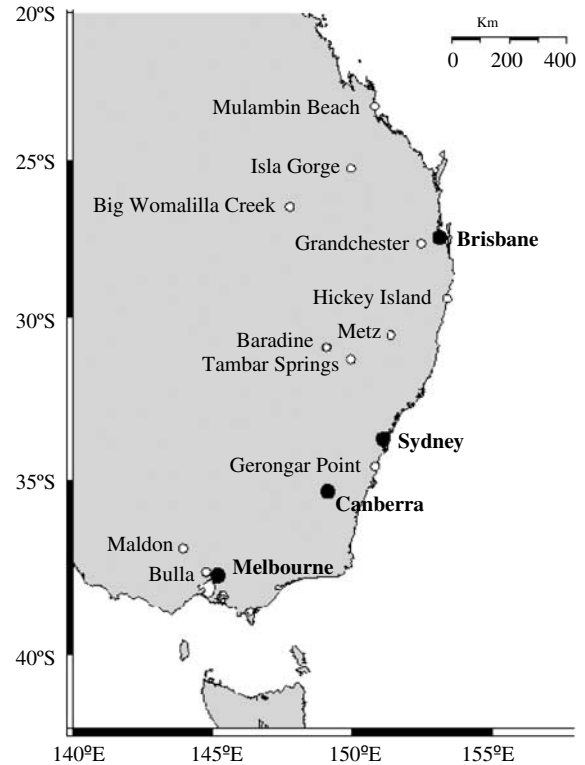 20ºS
Km
0 200 400
Mulambin Beach
25ºS
Isla Gorge
Big Womalilla Creek
Grandchester
Brisbane
Hickey Island
30ºS
Metz
Baradine
Tambar Springs
Sydney
Gerongar Point
35ºS
Canberra
Maldon
Melbourne
Bulla
40ºS
140ºE 145ºE 150ºE 155ºE